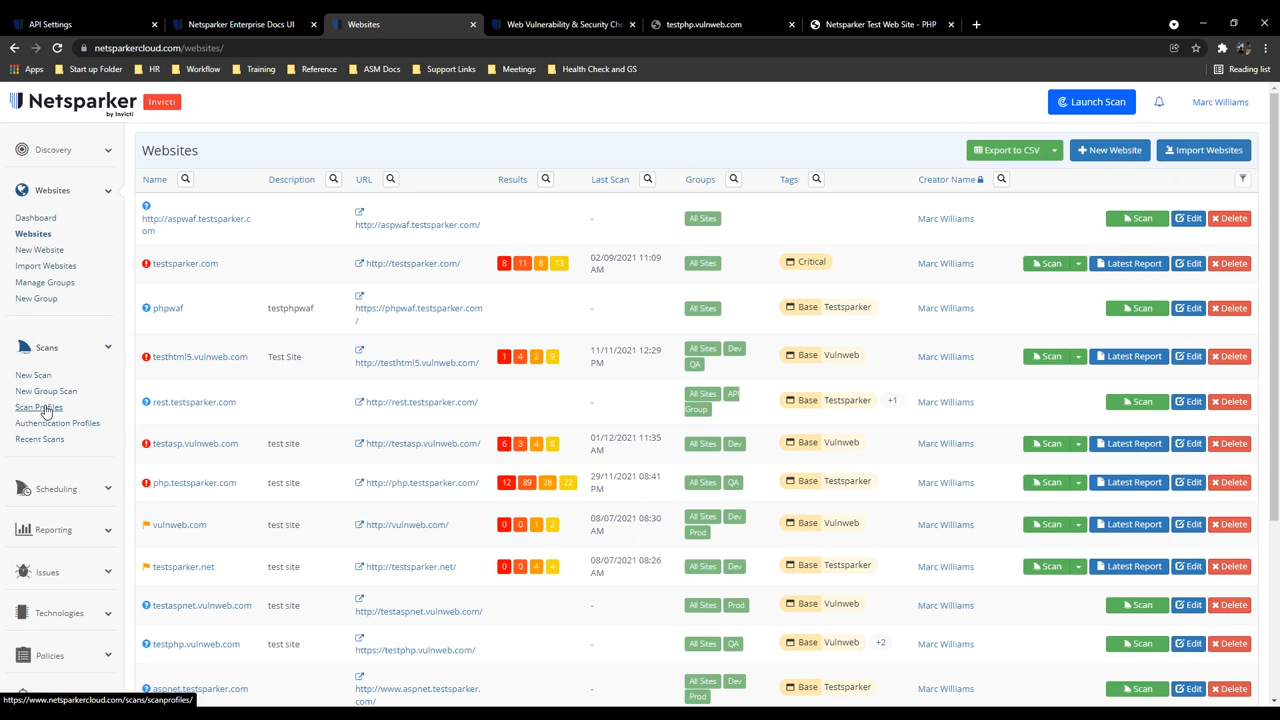 API Settings
Netsparker Enterprise Docs UI
Websites
Web Vulnerability & Security Che
testphp.vulnweb.com
Netsparker Test Web Site - PHP
netsparkercloud.com/websites/
Apps
Start up Folder
HR
Workflow
Training
Reference
ASM Docs
Support Links
Meetings
Health Check and GS
Reading list
Netsparker
by Invicti
Invicti
Launch Scan
Marc Williams
Discovery
Websites
Dashboard
Websites
New Website
Import Websites
Manage Groups
New Group
Scans
New Scan
New Group Scan
Scan Profiles
Authentication Profiles
Recent Scans
Scheduling
Reporting
Issues
Technologies
Policies
https://www.netsparkercloud.com/scans/scanprofiles/
Websites
Export to CSV
New Website
Import Websites
Name Description URL Results Last Scan Groups Tags Creator Name
http://aspwaf.testsparker.c
om
http://aspwaf.testsparker.com/
-
All Sites
Marc Williams
Scan Edit Delete
testsparker.com
http://testsparker.com/
8 11 8 13
02/09/2021 11:09
AM
All Sites
Critical
Marc Williams
Scan Latest Report Edit Delete
phpwaf
testphpwaf
https://phpwaf.testsparker.com
/
-
All Sites
Base Testsparker
Marc Williams
Scan Edit Delete
testhtml5.vulnweb.com
Test Site
http://testhtml5.vulnweb.com/
1 4 2 9
11/11/2021 12:29
PM
All Sites Dev
QA
Base Vulnweb
Marc Williams
Scan Latest Report Edit Delete
rest.testsparker.com
http://rest.testsparker.com/
-
All Sites API
Group
Base Testsparker +1
Marc Williams
Scan Edit Delete
testasp.vulnweb.com
test site
http://testasp.vulnweb.com/
6 3 4 6
01/12/2021 11:35
AM
All Sites Dev
Base Vulnweb
Marc Williams
Scan Latest Report Edit Delete
php.testsparker.com
test site
http://php.testsparker.com/
12 89 28 22
29/11/2021 08:41
PM
All Sites QA
Base Testsparker
Marc Williams
Scan Latest Report Edit Delete
vulnweb.com
test site
http://vulnweb.com/
0 0 1 2
08/07/2021 08:30
AM
All Sites Dev
Prod
Base Vulnweb
Marc Williams
Scan Latest Report Edit Delete
testsparker.net
test site
http://testsparker.net/
0 0 4 4
08/07/2021 08:26
AM
All Sites Dev
Base Testsparker
Marc Williams
Scan Latest Report Edit Delete
testaspnet.vulnweb.com
test site
http://testaspnet.vulnweb.com/
-
All Sites Prod
Base Vulnweb
Marc Williams
Scan Edit Delete
testphp.vulnweb.com
test site
https://testphp.vulnweb.com/
-
All Sites QA
Base Vulnweb +2
Marc Williams
Scan Edit Delete
aspnet.testsparker.com
test site
http://www.aspnet.testsparker.
com/
-
All Sites Dev
Prod
Base Testsparker
Marc Williams
Scan Edit Delete